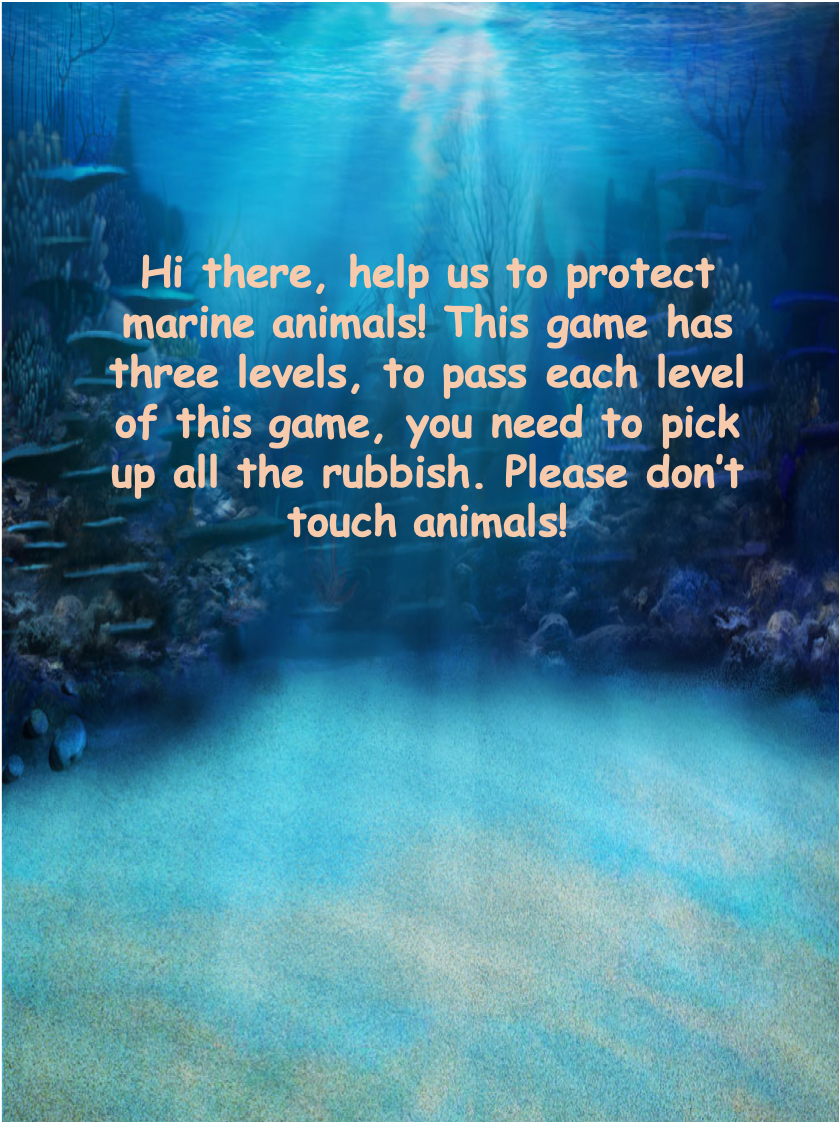 Hi there, help us to protect
marine animals! This game has
three levels, to pass each level
of this game, you need to pick
up all the rubbish. Please don’t
touch animals!